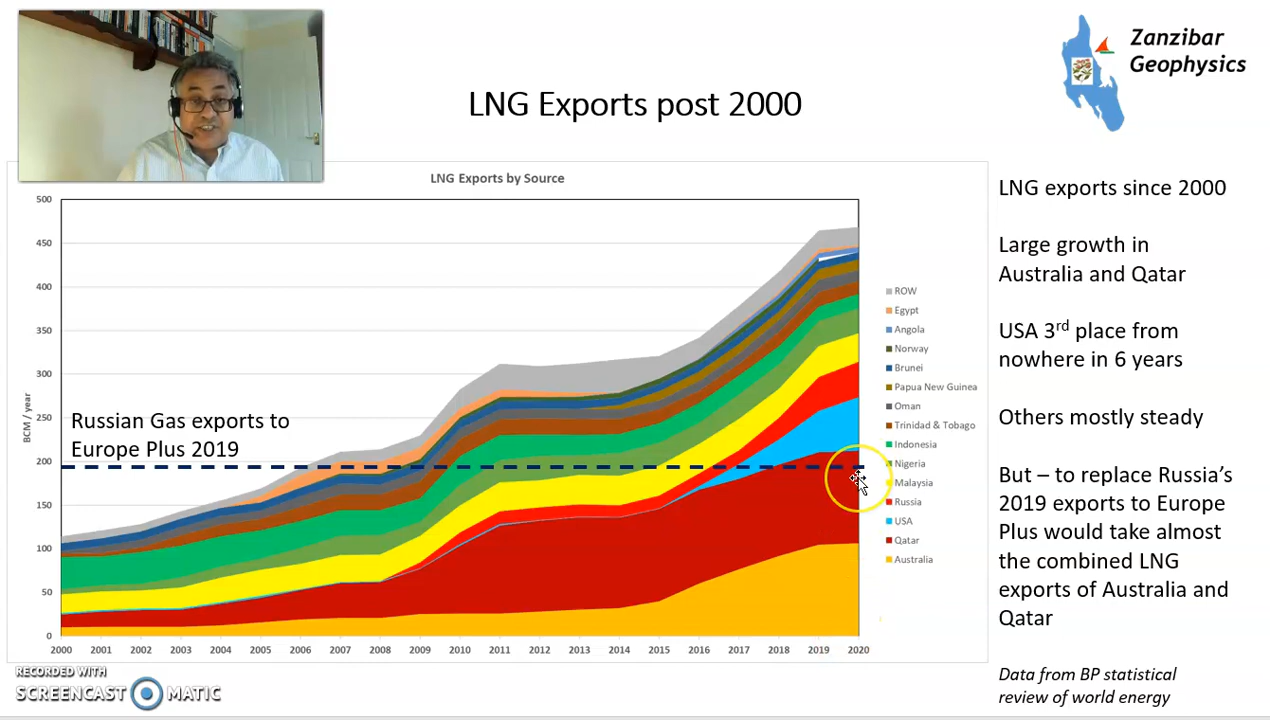 Zanzibar
Geophysics
LNG Exports post 2000
LNG Exports by Source
500
450
400
350
300
250
200
150
100
50
0
BCM / year
Russian Gas exports to
Europe Plus 2019
2000 2001 2002 2003 2004 2005 2006 2007 2008 2009 2010 2011 2012 2013 2014 2015 2016 2017 2018 2019 2020
ROW
Egypt
Angola
Norway
Brunei
Papua New Guinea
Oman
Trinidad & Tobago
Indonesia
Nigeria
Malaysia
Russia
USA
Qatar
Australia
LNG exports since 2000
Large growth in
Australia and Qatar
USA 3rd place from
nowhere in 6 years
Others mostly steady
But – to replace Russia's
2019 exports to Europe
Plus would take almost
the combined LNG
exports of Australia and
Qatar
Data from BP statistical
review of world energy
RECORDED WITH
SCREENCAST MATIC